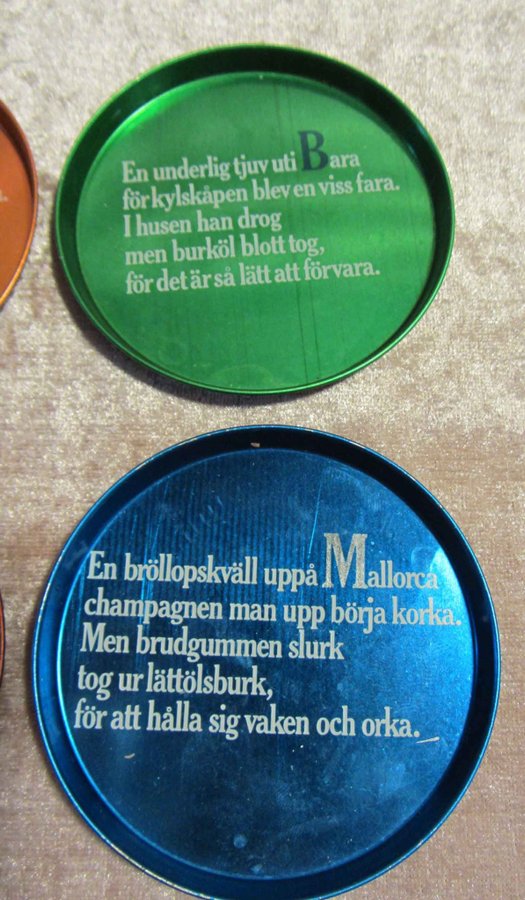 En underlig tjuv uti Bara
för kylskåpen blev en viss fara.
I husen han drog
men burköl blott tog,
för det är så lätt att förvara.
En bröllopskväll uppå Mallorca
champagnen man upp börja korka.
Men brudgummen slurk
tog ur lättölsburk,
för att hålla sig vaken och orka.